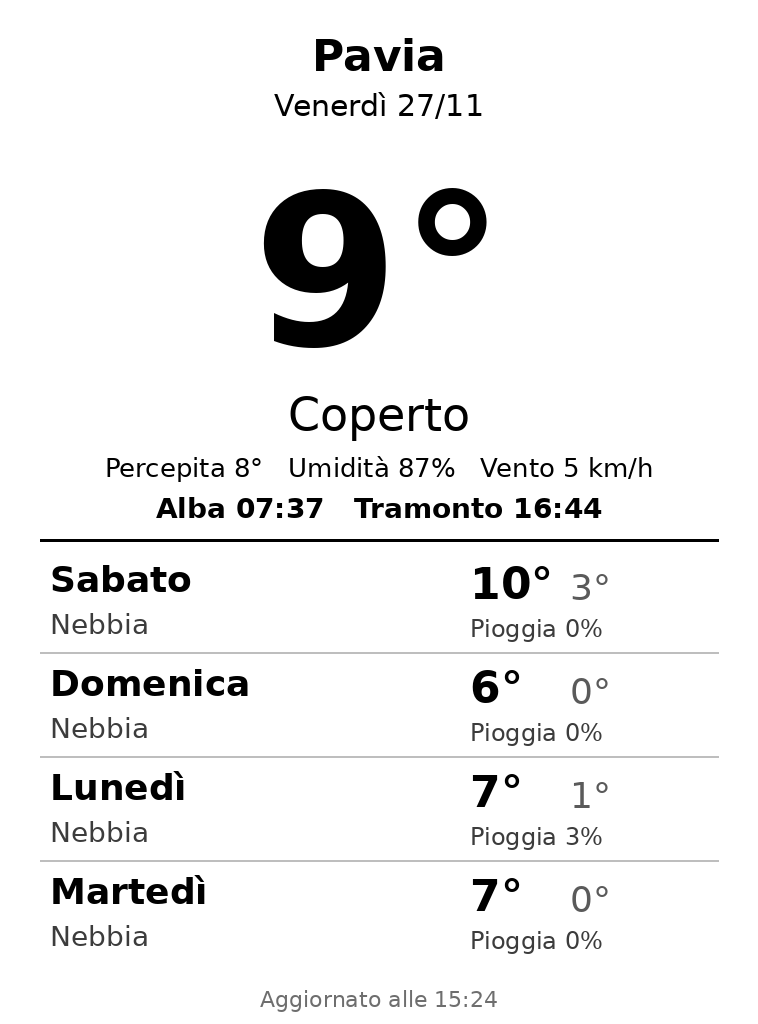 Pavia
Venerdì 27/11
9°
Coperto
Percepita 8° Umidità 87% Vento 5 km/h
Alba 07:37 Tramonto 16:44
Sabato 10° 3°
Nebbia Pioggia 0%
Domenica 6° 0°
Nebbia Pioggia 0%
Lunedì 7° 1°
Nebbia Pioggia 3%
Martedì 7° 0°
Nebbia Pioggia 0%
Aggiornato alle 15:24